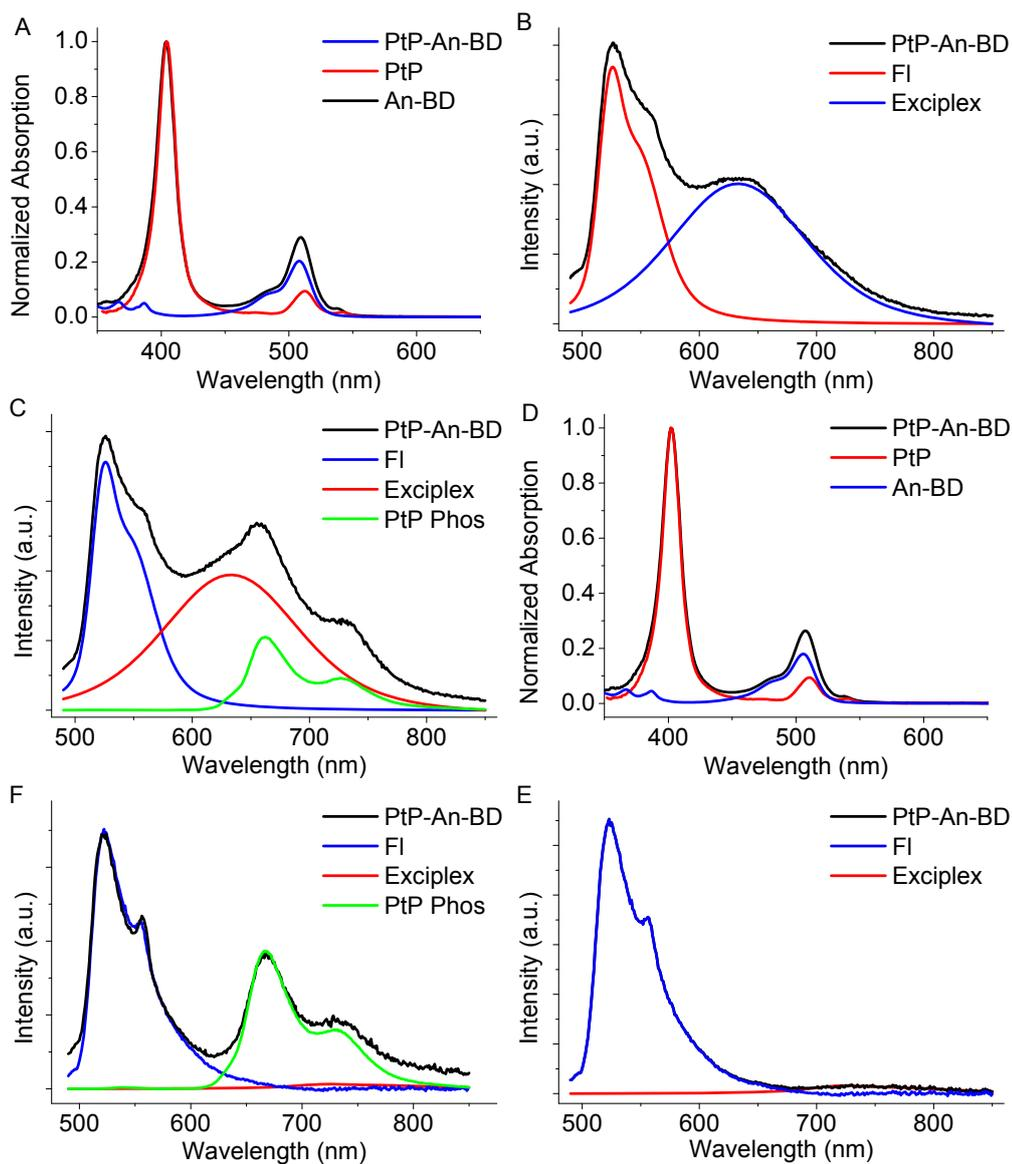 A
Normalized Absorption
1.0
0.8
0.6
0.4
0.2
0.0
400
500
600
Wavelength (nm)
PtP-An-BD
PtP
An-BD
B
Intensity (a.u.)
500
600
700
800
Wavelength (nm)
PtP-An-BD
Fl
Exciplex
C
Intensity (a.u.)
500
600
700
800
Wavelength (nm)
PtP-An-BD
Fl
Exciplex
PtP Phos
D
Normalized Absorption
1.0
0.8
0.6
0.4
0.2
0.0
400
500
600
Wavelength (nm)
PtP-An-BD
PtP
An-BD
F
Intensity (a.u.)
500
600
700
800
Wavelength (nm)
PtP-An-BD
Fl
Exciplex
PtP Phos
E
Intensity (a.u.)
500
600
700
800
Wavelength (nm)
PtP-An-BD
Fl
Exciplex